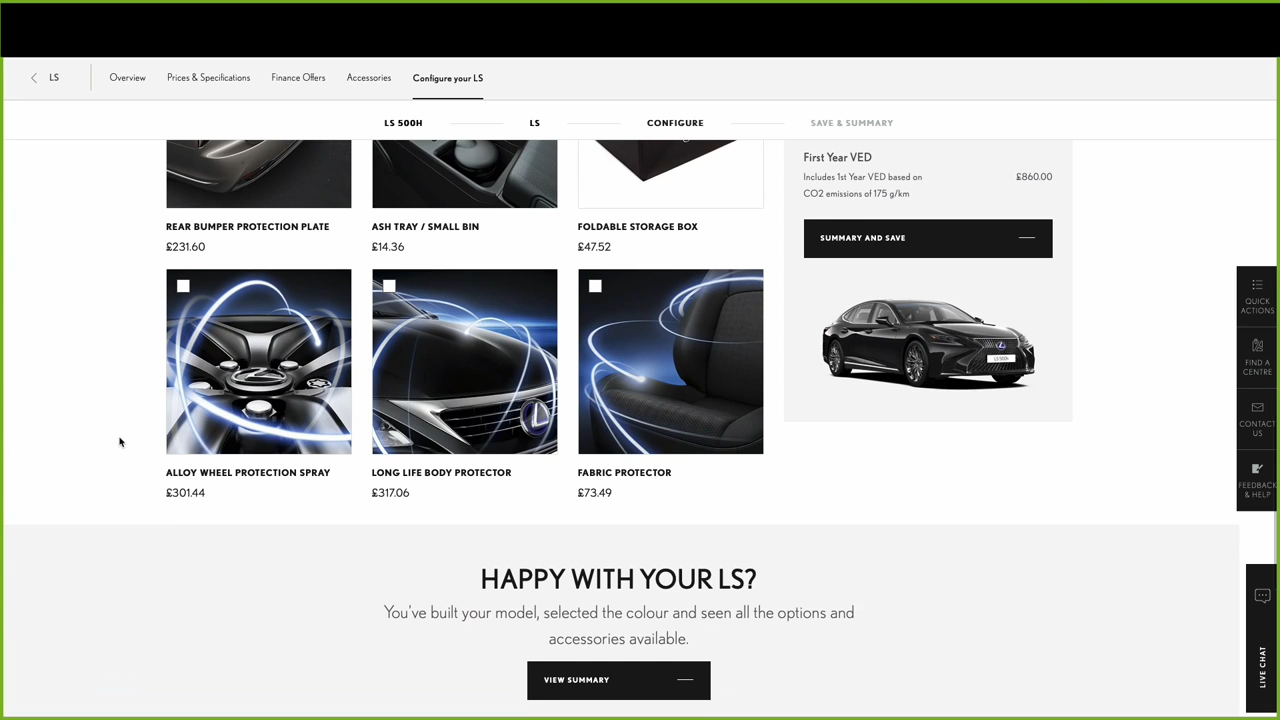 LS
Overview
Prices & Specifications
Finance Offers
Accessories
Configure your LS
LS 500H
LS
CONFIGURE
SAVE & SUMMARY
First Year VED
Includes 1st Year VED based on
£860.00
CO2 emissions of 175 g/km
SUMMARY AND SAVE
REAR BUMPER PROTECTION PLATE
£231.60
ASH TRAY / SMALL BIN
£14.36
FOLDABLE STORAGE BOX
£47.52
LS 500h
ALLOY WHEEL PROTECTION SPRAY
£301.44
LONG LIFE BODY PROTECTOR
£317.06
FABRIC PROTECTOR
£73.49
QUICK
ACTIONS
FIND A
CENTRE
CONTACT
US
FEEDBACK
& HELP
LIVE CHAT
HAPPY WITH YOUR LS?
You've built your model, selected the colour and seen all the options and
accessories available.
VIEW SUMMARY